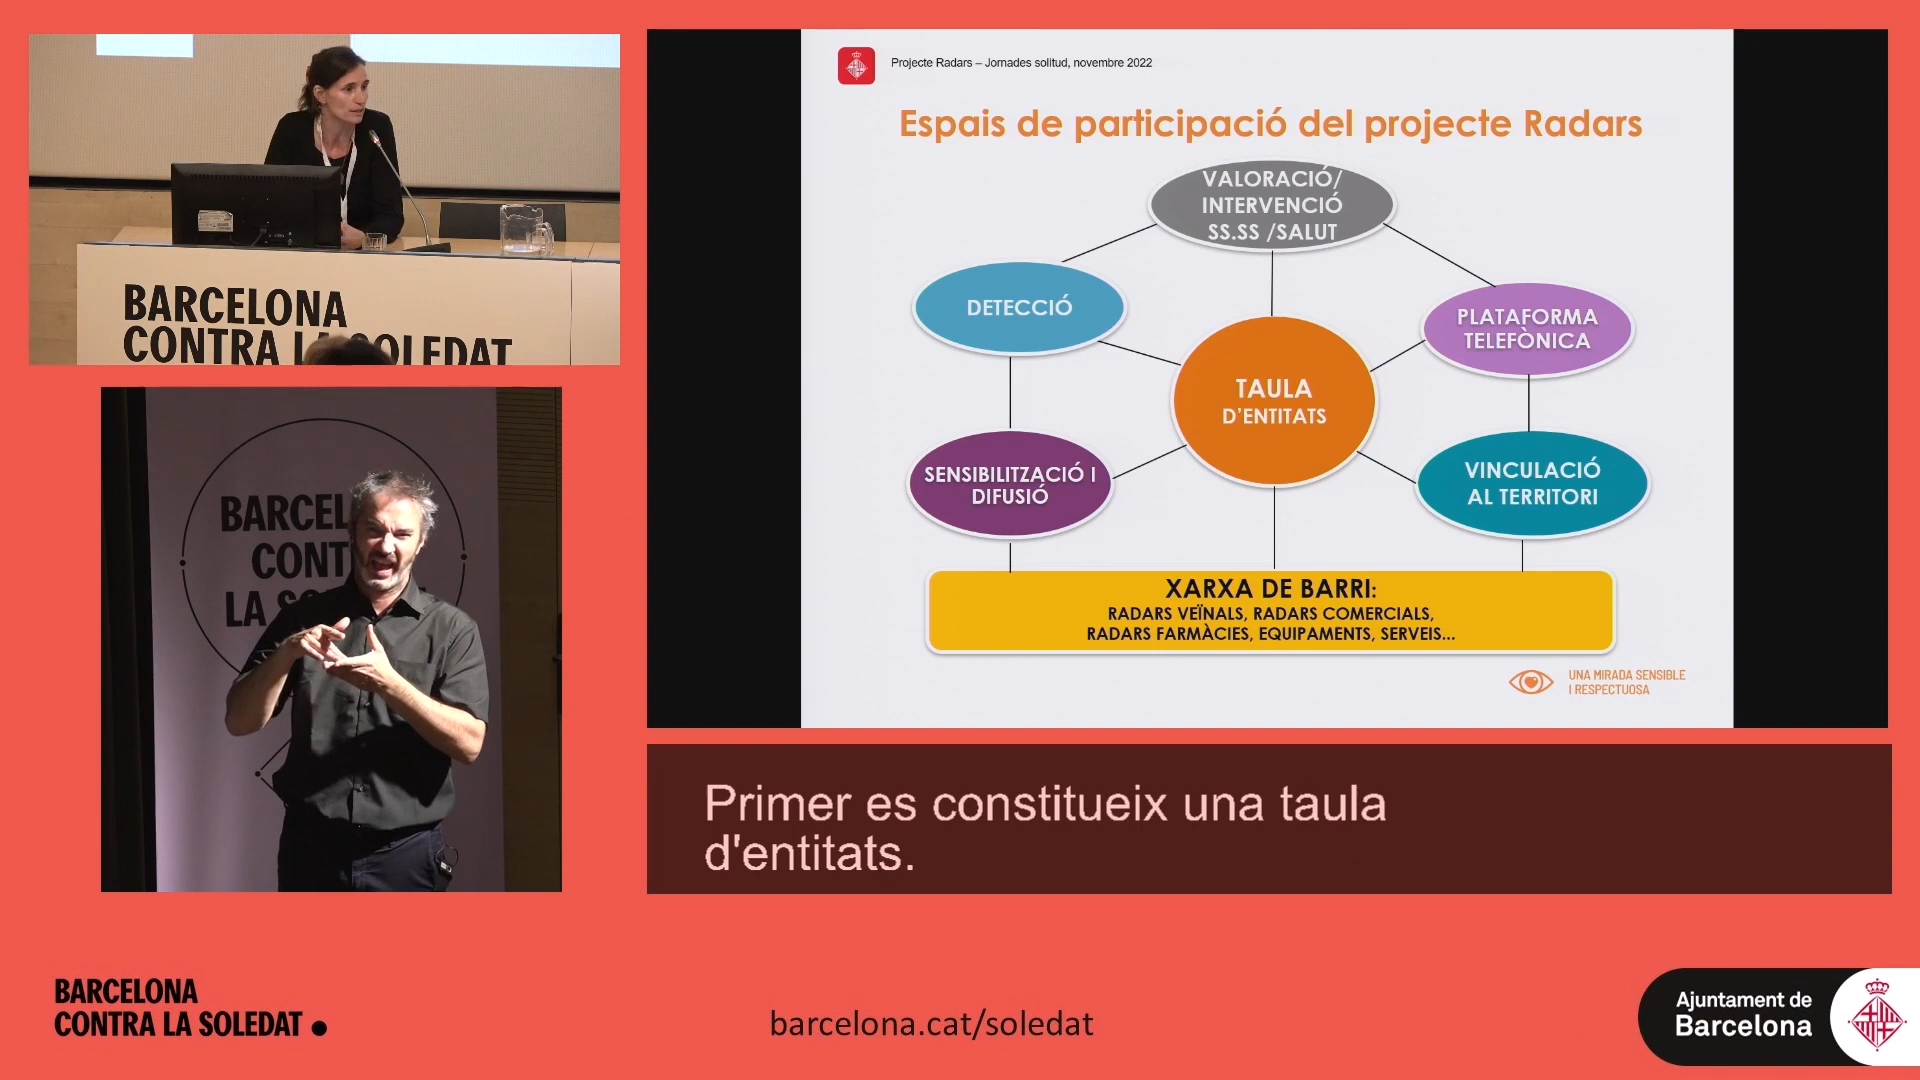 BARCELONA
CONTRA LA SOLEDAT
BARCEL
CONT
LA SO
Projecte Radars – Jornades solitud, novembre 2022
Espais de participació del projecte Radars
VALORACIÓ/
INTERVENCIÓ
SS.SS /SALUT
DETECCIÓ
PLATAFORMA
TELEFÒNICA
TAULA
D'ENTITATS
SENSIBILITZACIÓ I
DIFUSIÓ
VINCULACIÓ
AL TERRITORI
XARXA DE BARRI:
RADARS VEÏNALS, RADARS COMERCIALS,
RADARS FARMÀCIES, EQUIPAMENTS, SERVEIS...
UNA MIRADA SENSIBLE
I RESPECTUOSA
Primer es constitueix una taula
d'entitats.
BARCELONA
CONTRA LA SOLEDAT
barcelona.cat/soledat
Ajuntament de
Barcelona